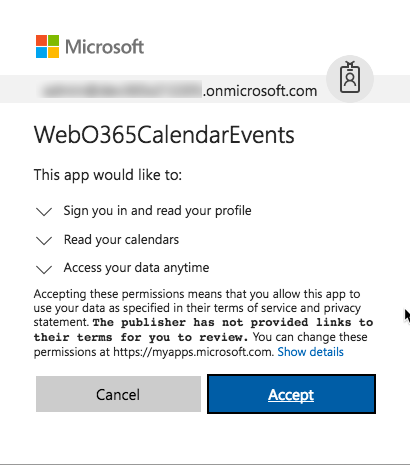 Microsoft
.onmicrosoft.com
WebO365CalendarEvents
This app would like to:
Sign you in and read your profile
Read your calendars
Access your data anytime
Accepting these permissions means that you allow this app to
use your data as specified in their terms of service and privacy
statement. The publisher has not provided links to
their terms for you to review. You can change these
permissions at https://myapps.microsoft.com. Show details
Cancel
Accept